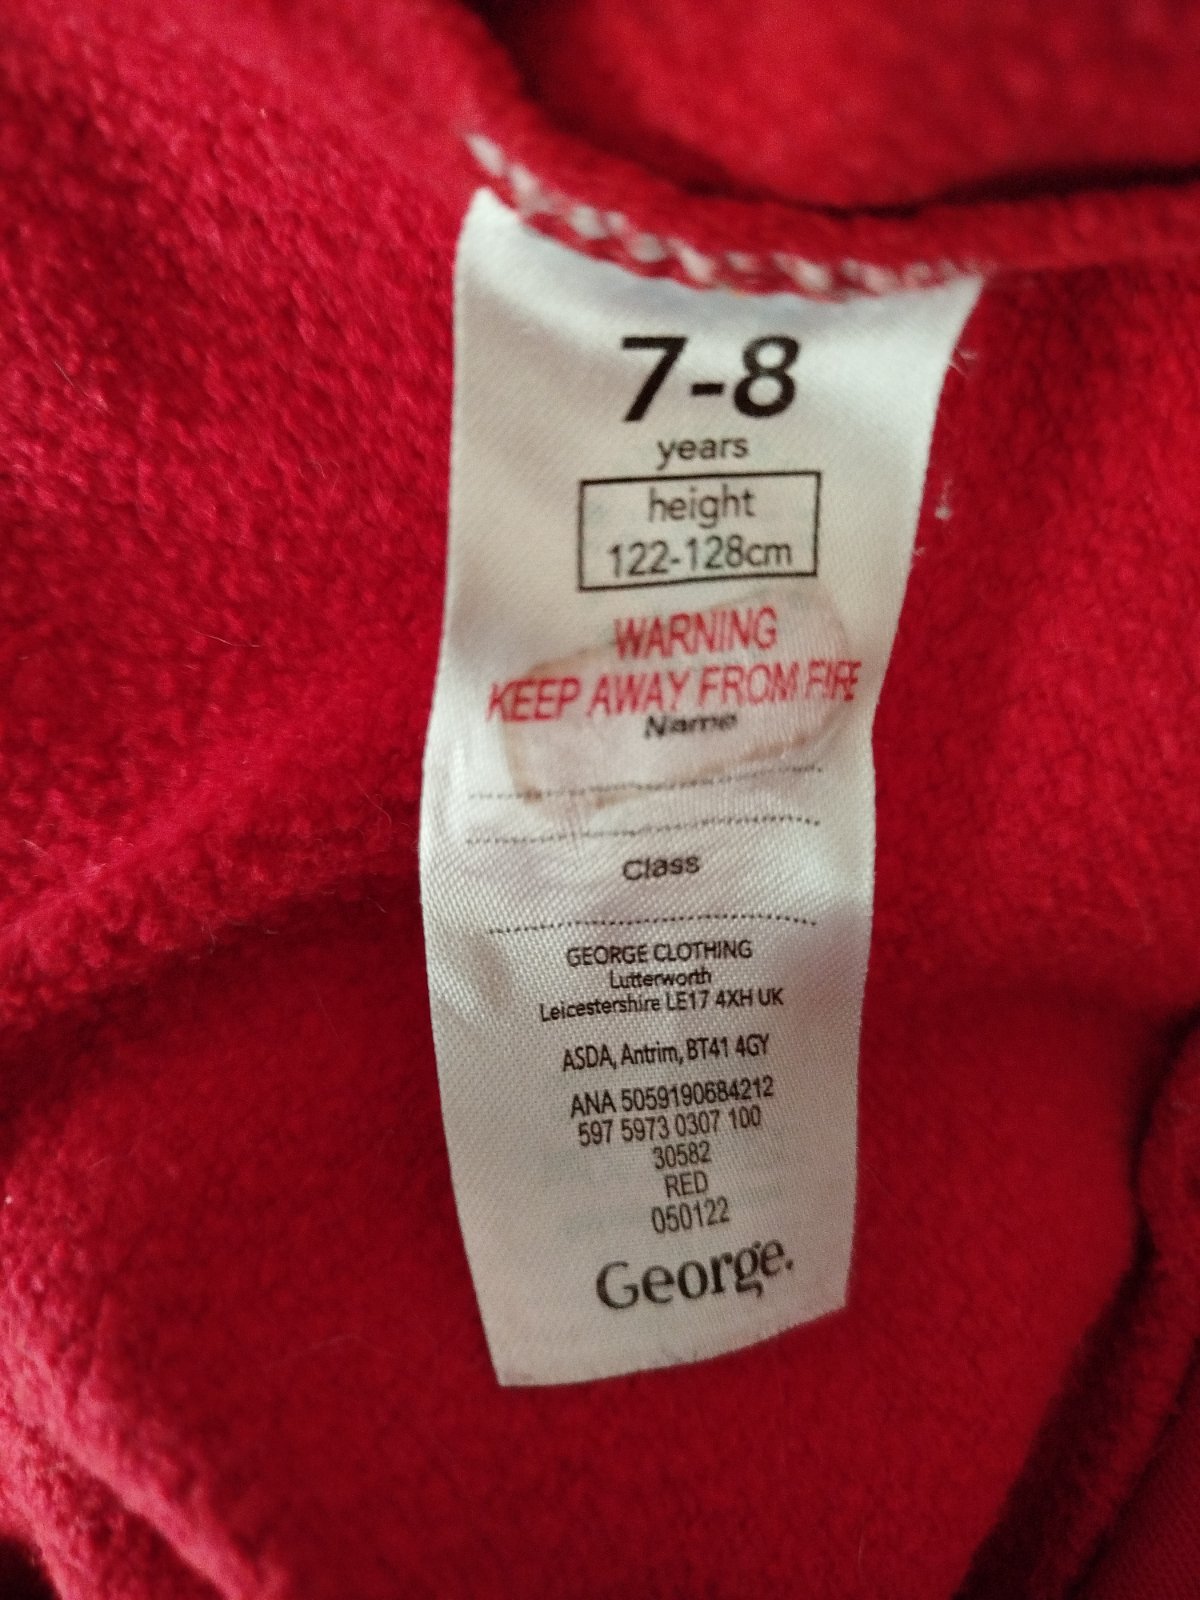 7-8
years
height
122-128cm
WARNING
KEEP AWAY FROM FIRE
Name
Class
GEORGE CLOTHING
Lutterworth
Leicestershire LE17 4XH UK
ASDA, Antrim, BT41 4GY
ANA 5059190684212
597 5973 0307 100
30582
RED
050122
George.